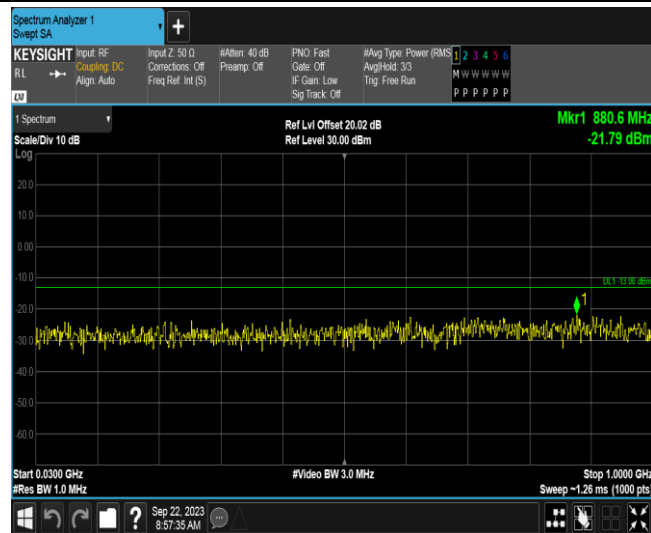 Spectrum Analyzer 1
Swept SA
KEYSIGHT
RL
LXI
Input: RF
Coupling: DC
Align: Auto
Input Z: 50 Ω
Corrections: Off
Freq Ref: Int (S)
#Atten: 40 dB
Preamp: Off
PNO: Fast
Gate: Off
IF Gain: Low
Sig Track: Off
#Avg Type: Power (RMS
Avg|Hold: 3/3
Trig: Free Run
1 2 3 4 5 6
M W W W W W
P P P P P P
1 Spectrum
Scale/Div 10 dB
Log
Ref Lvl Offset 20.02 dB
Ref Level 30.00 dBm
Mkr1 880.6 MHz
-21.79 dBm
20.0
10.0
0.00
-10.0
DL1 -13.00 dBm
1
-20.0
-30.0
-40.0
-50.0
-60.0
Start 0.0300 GHz
#Video BW 3.0 MHz
Stop 1.0000 GHz
#Res BW 1.0 MHz
Sweep ~1.26 ms (1000 pts)
Sep 22, 2023
8:57:35 AM